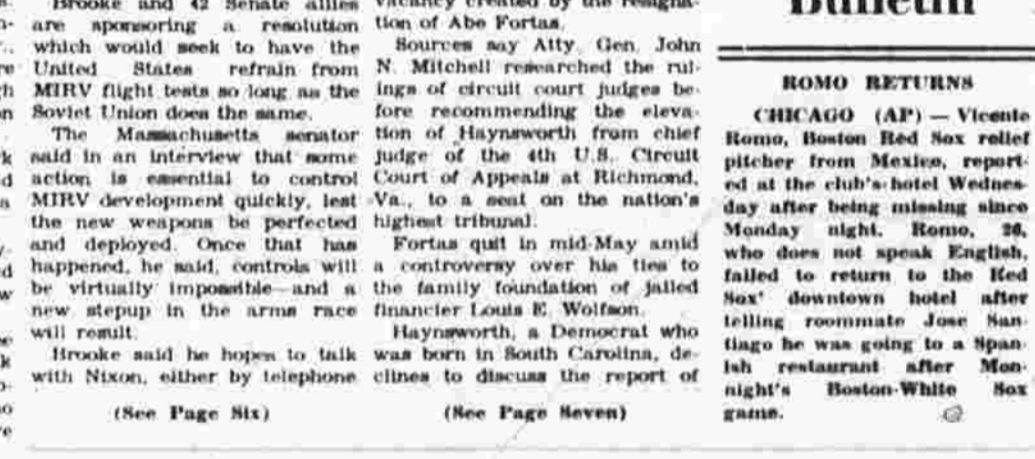 Brooke and 42 Senate allies
are sponsoring a resolution
which would seek to have the
United States refrain from
MIRV flight tests so long as the
Soviet Union does the same.
The Massachusetts senator
said in an interview that some
action is essential to control
MIRV development quickly, lest
the new weapons be perfected
and deployed. Once that has
happened, he said, controls will
be virtually impossible—and a
new stepup in the arms race
will result.
Brooke said he hopes to talk
with Nixon, either by telephone
(See Page Six)
vacancy created by the resigna-
tion of Abe Fortas.
Sources say Atty. Gen. John
N. Mitchell researched the rul-
ings of circuit court judges be-
fore recommending the eleva-
tion of Haynsworth from chief
judge of the 4th U.S. Circuit
Court of Appeals at Richmond,
Va., to a seat on the nation's
highest tribunal.
Fortas quit in mid-May amid
a controversy over his ties to
the family foundation of jailed
financier Louis E. Wolfson.
Haynsworth, a Democrat who
was born in South Carolina, de-
clines to discuss the report of
(See Page Seven)
Bulletin
ROMO RETURNS
CHICAGO (AP) — Vicente
Romo, Boston Red Sox relief
pitcher from Mexico, report-
ed at the club's hotel Wednes-
day after being missing since
Monday night. Romo, 26,
who does not speak English,
failed to return to the Red
Sox' downtown hotel after
telling roommate Jose San-
tiago he was going to a Span-
ish restaurant after Mon-
night's Boston-White Sox
game.